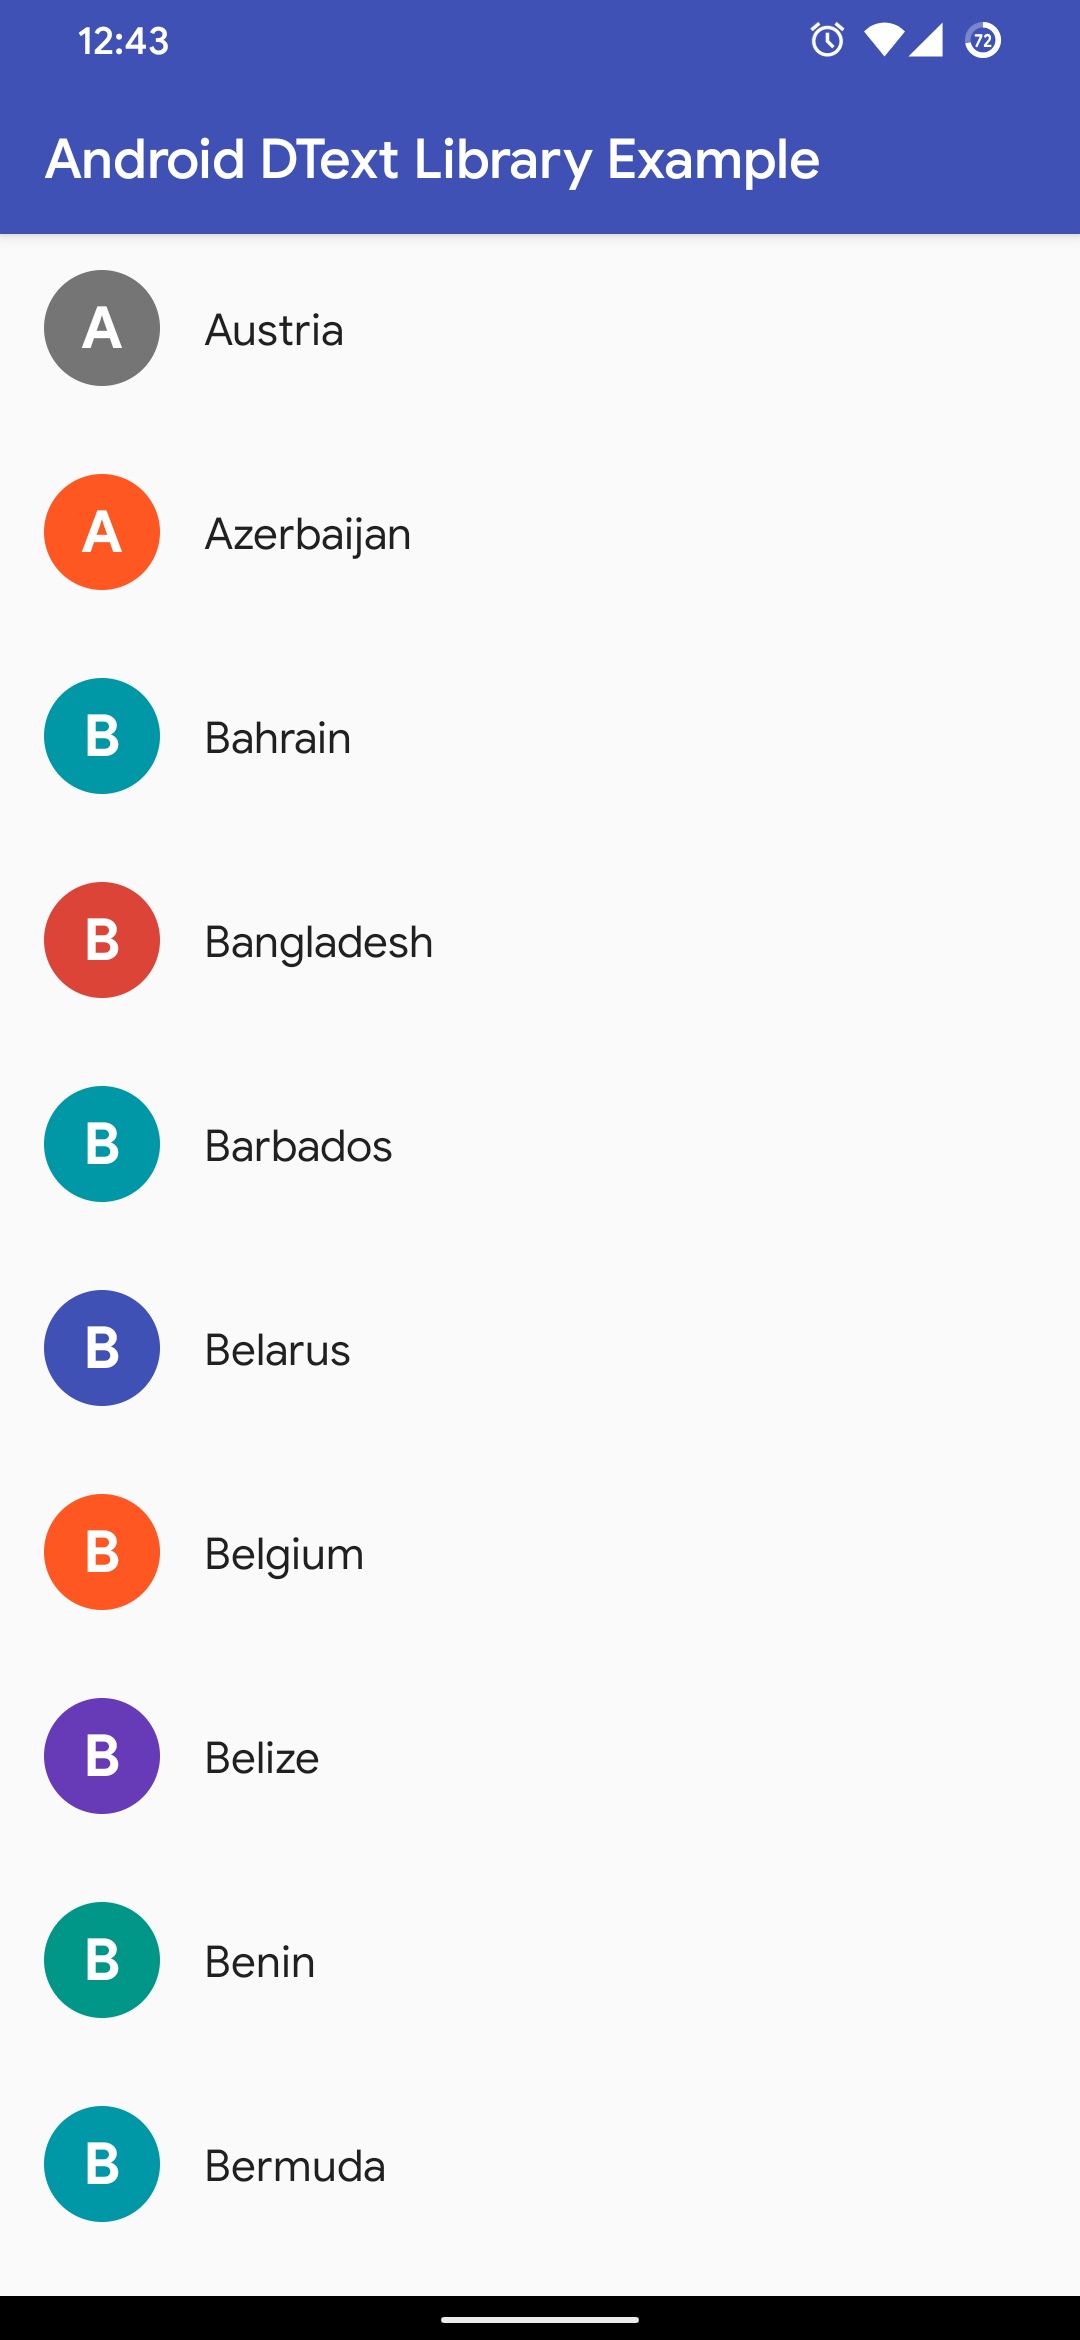 12:43
72
Android DText Library Example
A Austria
A Azerbaijan
B Bahrain
B Bangladesh
B Barbados
B Belarus
B Belgium
B Belize
B Benin
B Bermuda